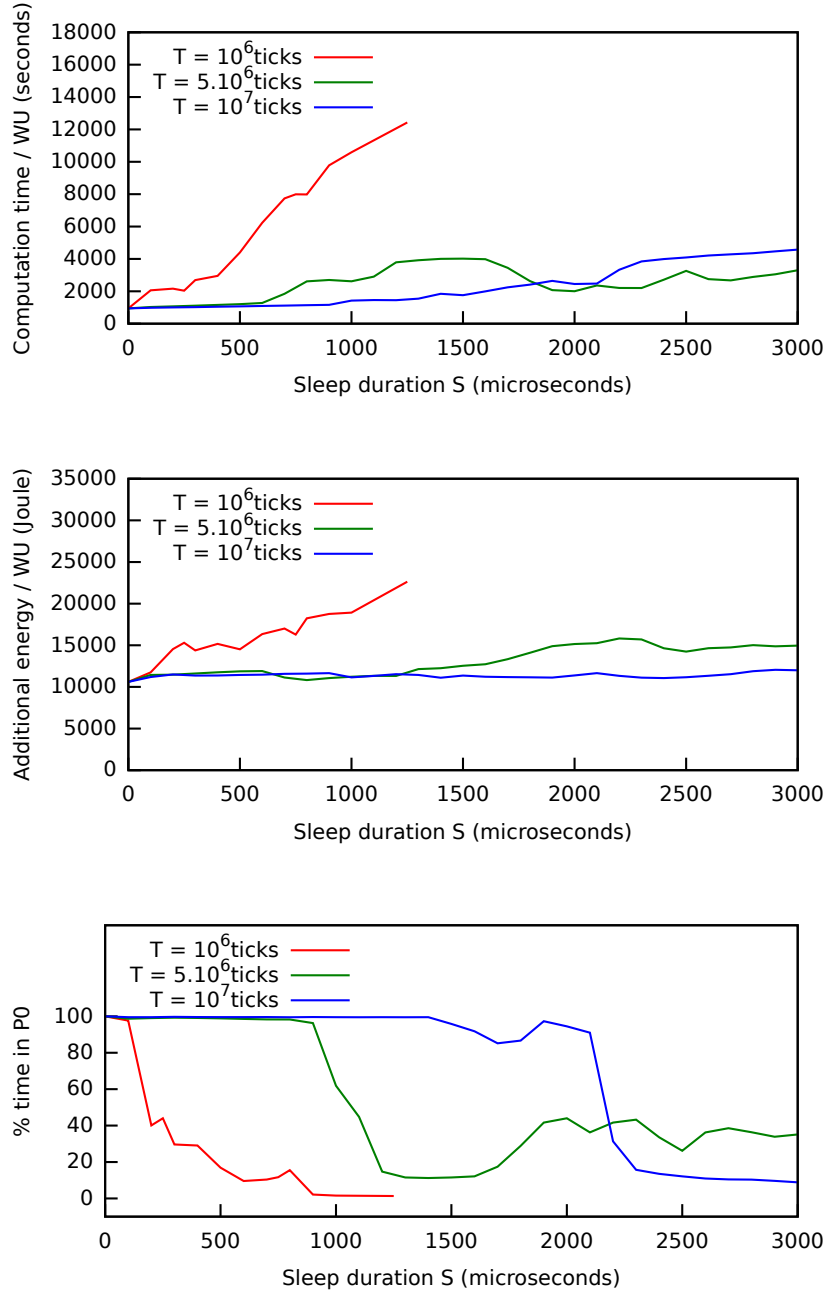 18000
16000
14000
12000
10000
8000
6000
4000
2000
0
Computation time / WU (seconds)
T = 10^6 ticks
T = 5.10^6 ticks
T = 10^7 ticks
0 500 1000 1500 2000 2500 3000
Sleep duration S (microseconds)
35000
30000
25000
20000
15000
10000
5000
0
Additional energy / WU (Joule)
T = 10^6 ticks
T = 5.10^6 ticks
T = 10^7 ticks
0 500 1000 1500 2000 2500 3000
Sleep duration S (microseconds)
100
80
60
40
20
0
% time in P0
T = 10^6 ticks
T = 5.10^6 ticks
T = 10^7 ticks
0 500 1000 1500 2000 2500 3000
Sleep duration S (microseconds)